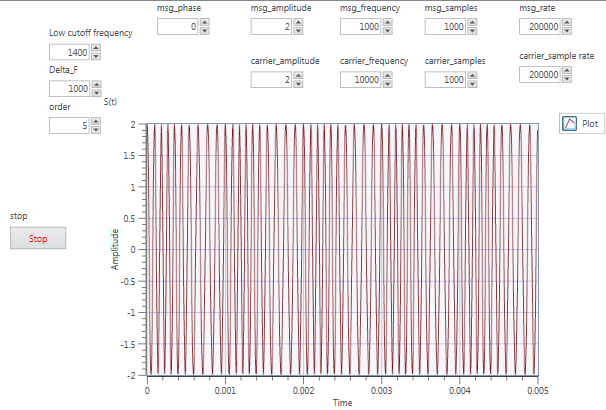 msg_phase msg_amplitude msg_frequency msg_samples msg_rate
0 2 1000 1000 200000
Low cutoff frequency
1400
carrier_amplitude carrier_frequency carrier_samples carrier_sample rate
2 10000 1000 200000
Delta_F
1000
S(t)
order
5
Plot
2
1.5
1
0.5
0
-0.5
-1
-1.5
-2
Amplitude
stop
Stop
0 0.001 0.002 0.003 0.004 0.005
Time